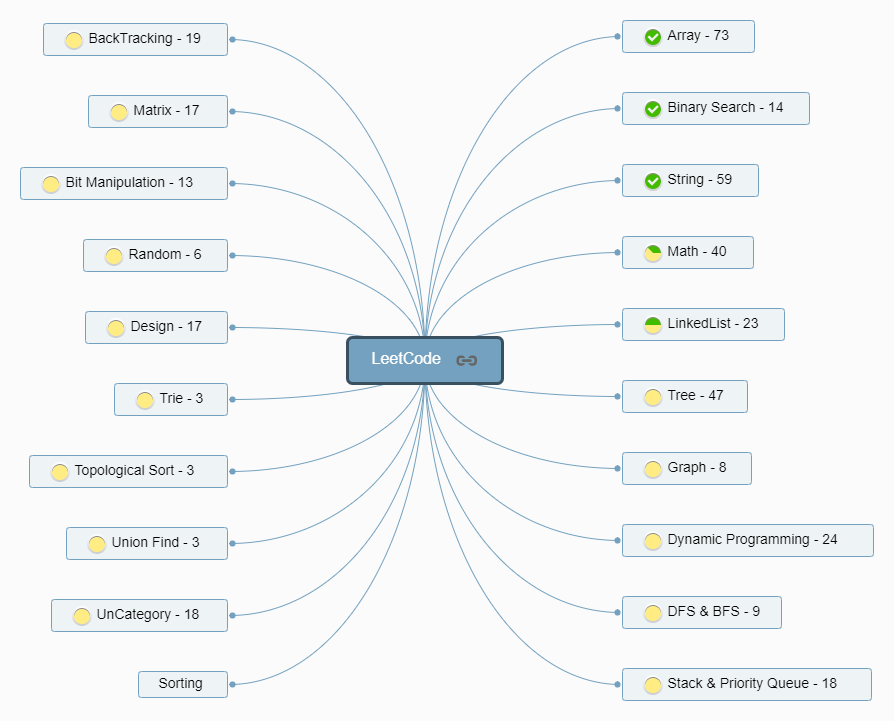 BackTracking - 19
Matrix - 17
Bit Manipulation - 13
Random - 6
Design - 17
Trie - 3
Topological Sort - 3
Union Find - 3
UnCategory - 18
Sorting
LeetCode
Array - 73
Binary Search - 14
String - 59
Math - 40
LinkedList - 23
Tree - 47
Graph - 8
Dynamic Programming - 24
DFS & BFS - 9
Stack & Priority Queue - 18